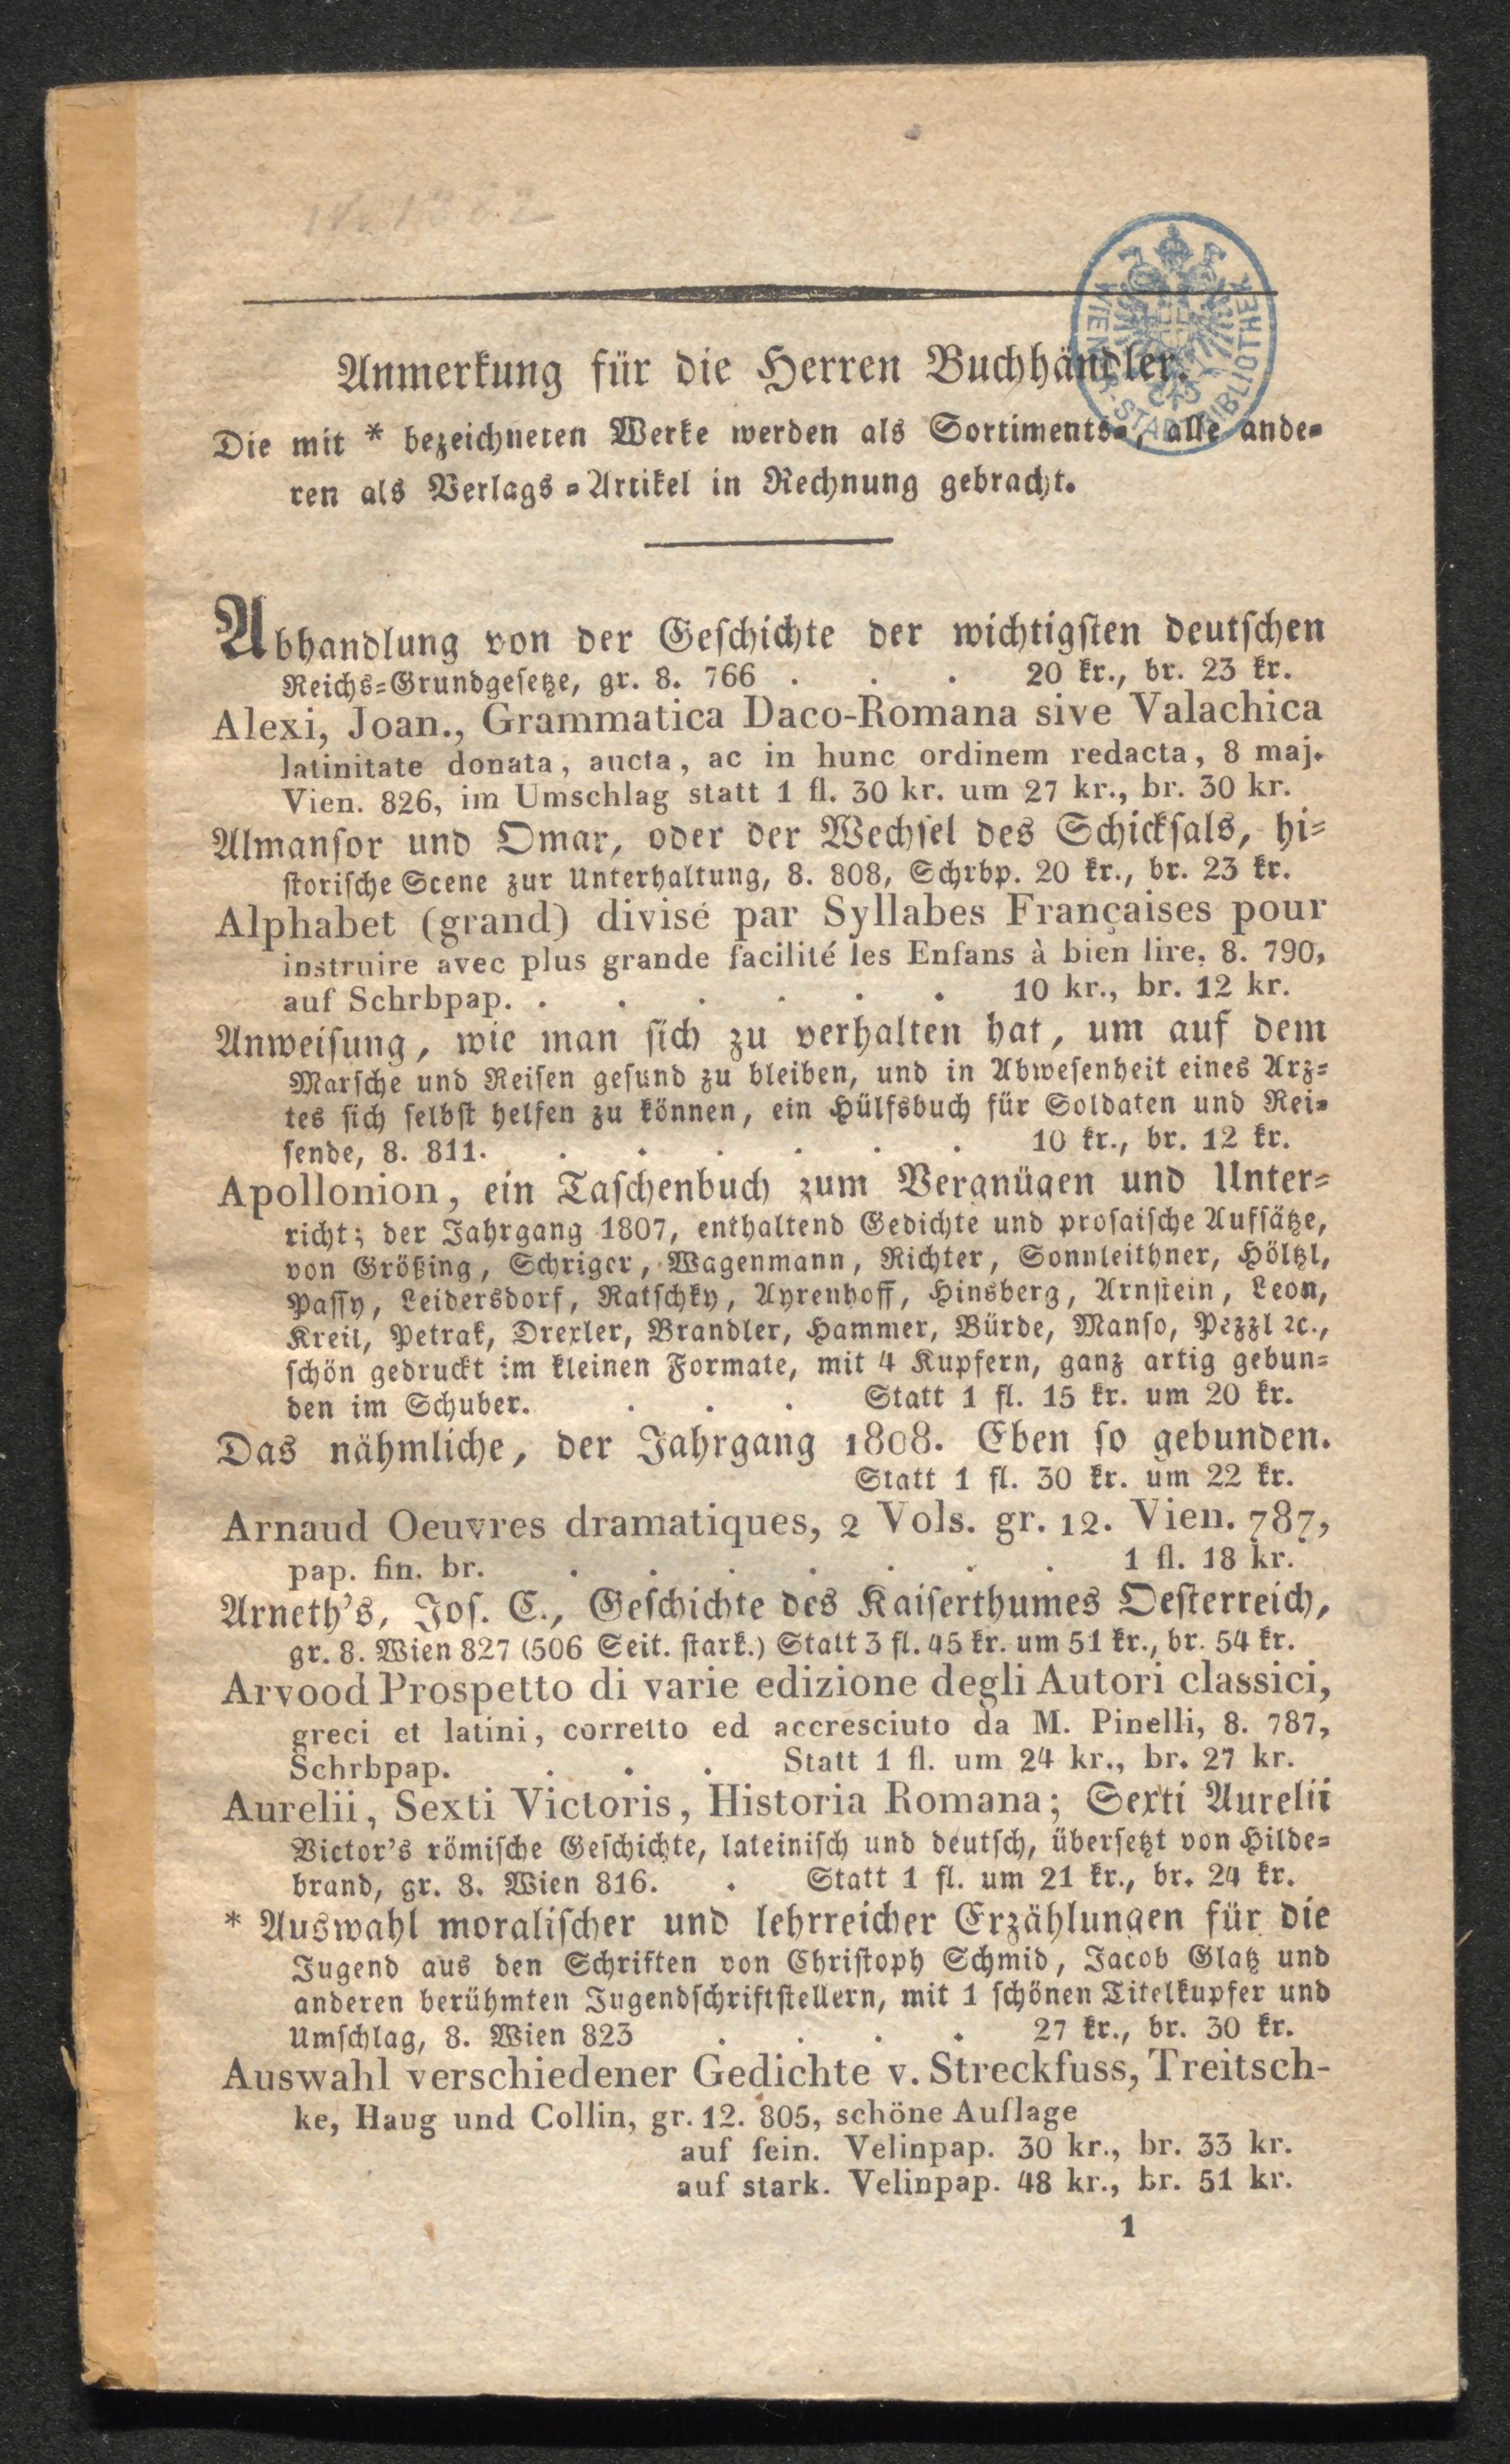 Anmerkung für die Herren Buchhändler.
Die mit * bezeichneten Werke werden als Sortiments-, alle ande-
ren als Verlags-Artikel in Rechnung gebracht.
Abhandlung von der Geschichte der wichtigsten deutschen
Reichs-Grundgesetze, gr. 8. 766 . . . 20 kr., br. 23 kr.
Alexi, Joan., Grammatica Daco-Romana sive Valachica
latinitate donata, aucta, ac in hunc ordinem redacta, 8 maj.
Vien. 826, im Umschlag statt 1 fl. 30 kr. um 27 kr., br. 30 kr.
Almansor und Omar, oder der Wechsel des Schicksals, hi-
storische Scene zur Unterhaltung, 8. 808, Schrbp. 20 kr., br. 23 kr.
Alphabet (grand) divisé par Syllabes Françaises pour
instruire avec plus grande facilité les Enfans à bien lire, 8. 790,
auf Schrbpap. . . . . . . 10 kr., br. 12 kr.
Anweisung, wie man sich zu verhalten hat, um auf dem
Marsche und Reisen gesund zu bleiben, und in Abwesenheit eines Arz-
tes sich selbst helfen zu können, ein Hülfsbuch für Soldaten und Rei-
sende, 8. 811. . . . . . . 10 kr., br. 12 kr.
Apollonion, ein Taschenbuch zum Vergnügen und Unter-
richt; der Jahrgang 1807, enthaltend Gedichte und prosaische Aufsätze,
von Größing, Schriger, Wagenmann, Richter, Sonnleithner, Höltzl,
Passy, Leidersdorf, Ratschky, Ayrenhoff, Hinsberg, Arnstein, Leon,
Kreil, Petrak, Drexler, Brandler, Hammer, Bürde, Manso, Pezzl ꝛc.,
schön gedruckt im kleinen Formate, mit 4 Kupfern, ganz artig gebun-
den im Schuber. . . . Statt 1 fl. 15 kr. um 20 kr.
Das nähmliche, der Jahrgang 1808. Eben so gebunden.
Statt 1 fl. 30 kr. um 22 kr.
Arnaud Oeuvres dramatiques, 2 Vols. gr. 12. Vien. 787,
pap. fin. br. . . . . . . . 1 fl. 18 kr.
Arneth's, Jos. C., Geschichte des Kaiserthumes Oesterreich,
gr. 8. Wien 827 (506 Seit. stark.) Statt 3 fl. 45 kr. um 51 kr., br. 54 kr.
Arvood Prospetto di varie edizione degli Autori classici,
greci et latini, corretto ed accresciuto da M. Pinelli, 8. 787,
Schrbpap. . . . Statt 1 fl. um 24 kr., br. 27 kr.
Aurelii, Sexti Victoris, Historia Romana; Sexti Aurelii
Victor's römische Geschichte, lateinisch und deutsch, übersetzt von Hilde-
brand, gr. 8. Wien 816. . Statt 1 fl. um 21 kr., br. 24 kr.
* Auswahl moralischer und lehrreicher Erzählungen für die
Jugend aus den Schriften von Christoph Schmid, Jacob Glatz und
anderen berühmten Jugendschriftstellern, mit 1 schönen Titelkupfer und
Umschlag, 8. Wien 823 . . . . 27 kr., br. 30 kr.
Auswahl verschiedener Gedichte v. Streckfuss, Treitsch-
ke, Haug und Collin, gr. 12. 805, schöne Auflage
auf fein. Velinpap. 30 kr., br. 33 kr.
auf stark. Velinpap. 48 kr., br. 51 kr.
1